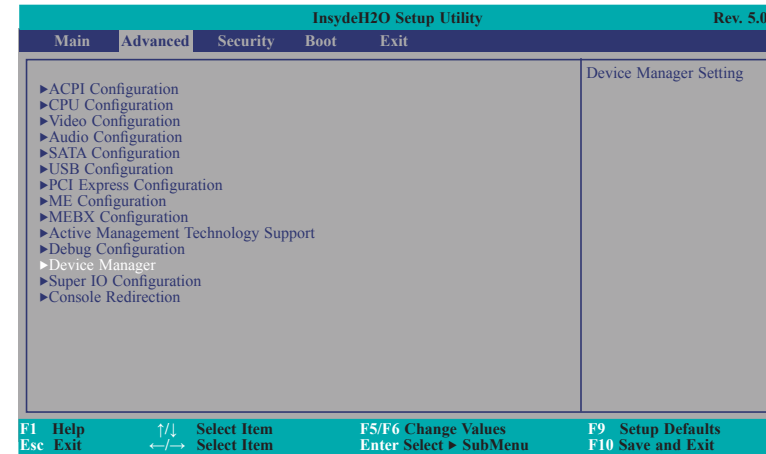 InsydeH2O Setup Utility Rev. 5.0
Main Advanced Security Boot Exit
Device Manager Setting
►ACPI Configuration
►CPU Configuration
►Video Configuration
►Audio Configuration
►SATA Configuration
►USB Configuration
►PCI Express Configuration
►ME Configuration
►MEBX Configuration
►Active Management Technology Support
►Debug Configuration
►Device Manager
►Super IO Configuration
►Console Redirection
F1 Help ↑/↓ Select Item F5/F6 Change Values F9 Setup Defaults
Esc Exit ←/→ Select Item Enter Select ► SubMenu F10 Save and Exit